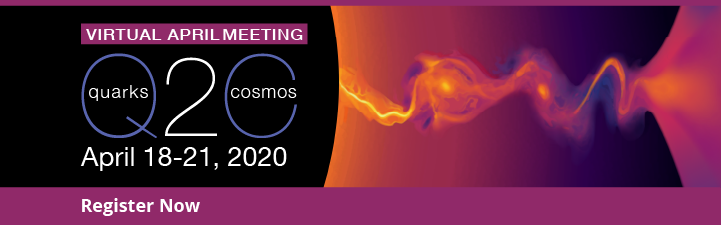 VIRTUAL APRIL MEETING
Q2C
quarks cosmos
April 18-21, 2020
Register Now